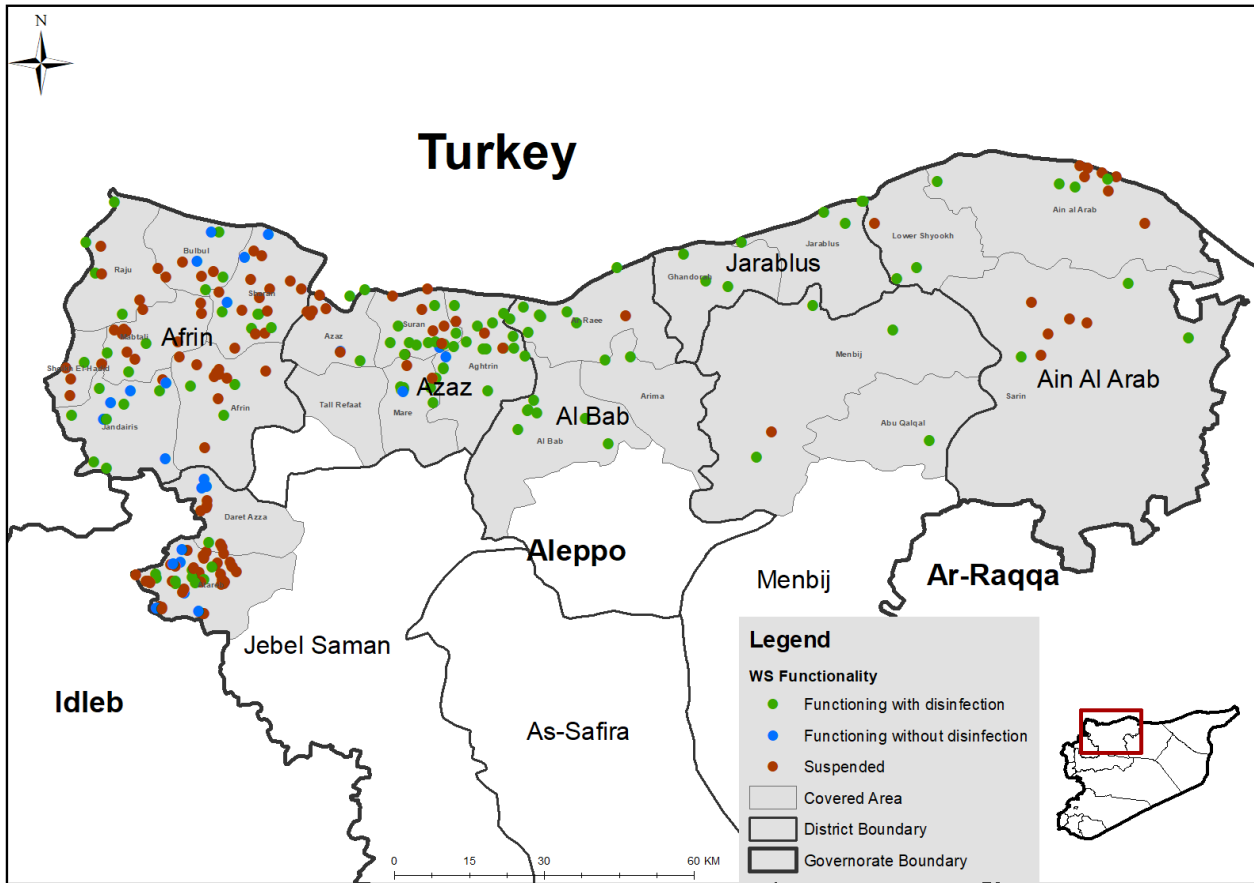 N
Turkey
Bulbul
Raju
Sharan
Afrin
Sheikh El-Hadid
Jandairis
Afrin
Azaz
Suran
Aghtrin
Azaz
Tall Refaat
Mare
Ar-Raee
Al Bab
Arima
Al Bab
Ghandorah
Jarablus
Jarablus
Lower Shyookh
Ain al Arab
Menbij
Ain Al Arab
Sarin
Abu Qalqal
Daret Azza
Aleppo
Menbij
Ar-Raqqa
Jebel Saman
Idleb
As-Safira
Legend
WS Functionality
Functioning with disinfection
Functioning without disinfection
Suspended
Covered Area
District Boundary
Governorate Boundary
0 15 30 60 KM